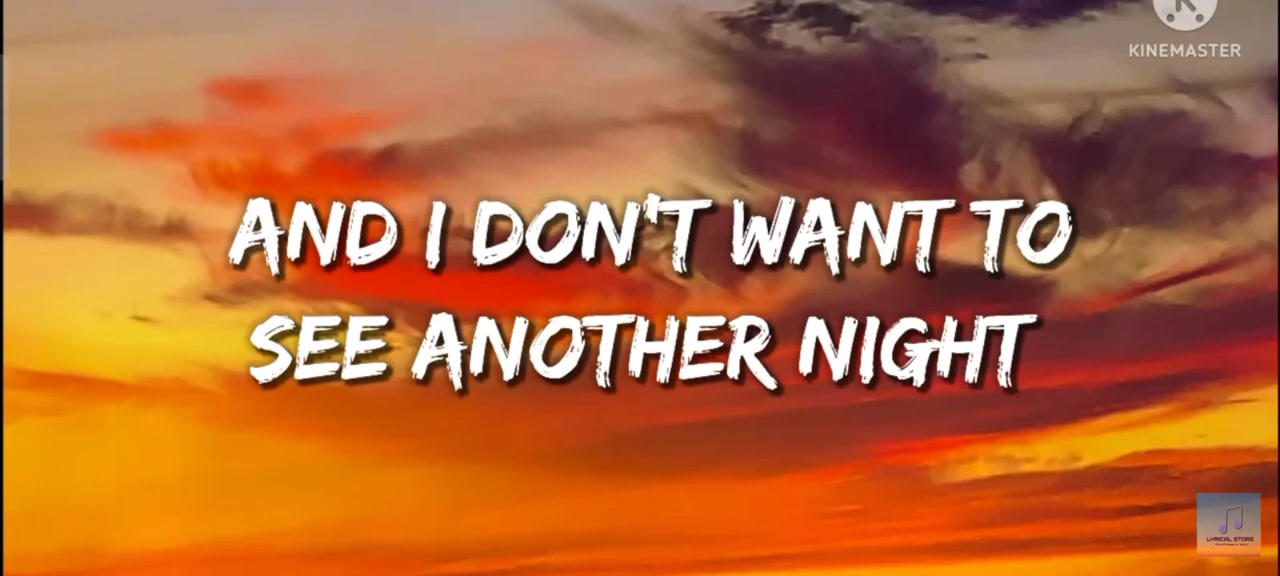 KINEMASTER
AND I DON'T WANT TO
SEE ANOTHER NIGHT
LYRICAL STORE